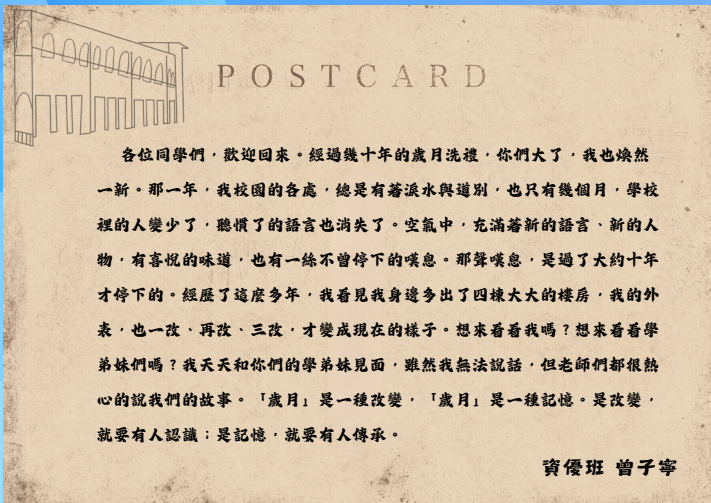 POSTCARD
各位同學們，歡迎回來。經過幾十年的歲月洗禮，你們大了，我也煥然
一新。那一年，我校園的各處，總是有著淚水與道別，也只有幾個月，學校
裡的人變少了，聽慣了的語言也消失了。空氣中，充滿著新的語言、新的人
物，有喜悅的味道，也有一絲不曾停下的嘆息。那聲嘆息，是過了大約十年
才停下的。經歷了這麼多年，我看見我身邊多出了四棟大大的樓房，我的外
表，也一改、再改、三改，才變成現在的樣子。想來看看我嗎？想來看看學
弟妹們嗎？我天天和你們的學弟妹見面，雖然我無法說話，但老師們都很熱
心的說我們的故事。「歲月」是一種改變，「歲月」是一種記憶。是改變，
就要有人認識；是記憶，就要有人傳承。
資優班 曾子寧